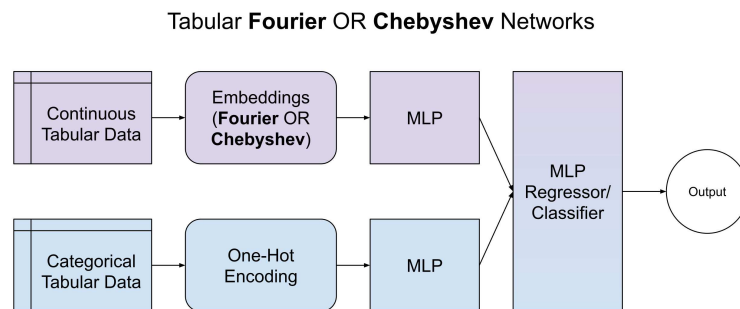 Tabular Fourier OR Chebyshev Networks
Continuous
Tabular Data
Embeddings
(Fourier OR
Chebyshev)
MLP
MLP
Regressor/
Classifier
Output
Categorical
Tabular Data
One-Hot
Encoding
MLP